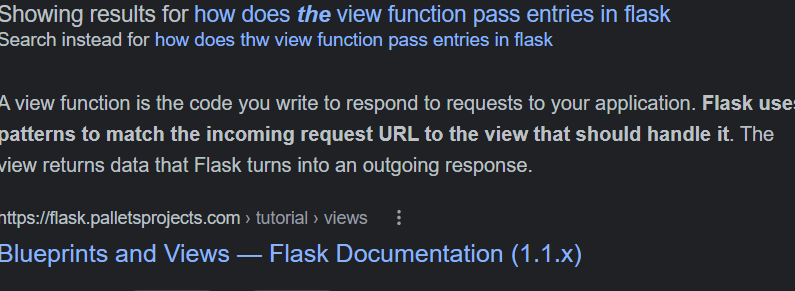 Showing results for how does the view function pass entries in flask
Search instead for how does thw view function pass entries in flask
A view function is the code you write to respond to requests to your application. Flask uses
patterns to match the incoming request URL to the view that should handle it. The
view returns data that Flask turns into an outgoing response.
https://flask.palletsprojects.com › tutorial › views
Blueprints and Views — Flask Documentation (1.1.x)